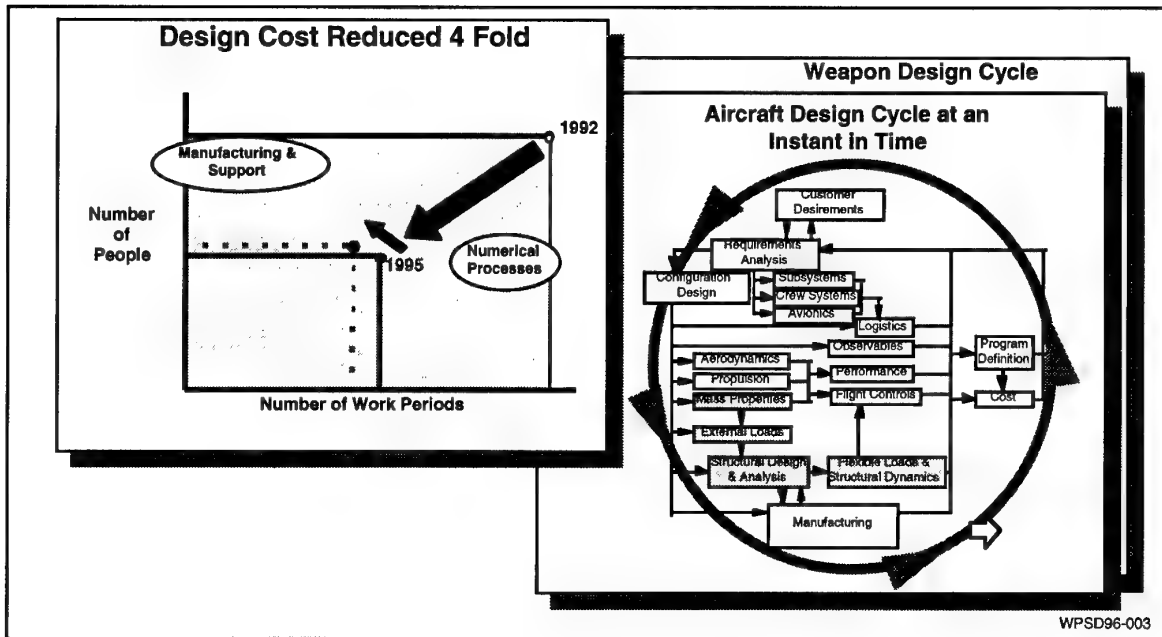 Design Cost Reduced 4 Fold
1992
Manufacturing &
Support
Number
of
People
Numerical
Processes
1995
Number of Work Periods
Weapon Design Cycle
Aircraft Design Cycle at an
Instant in Time
Customer
Desirements
Requirements
Analysis
Configuration
Design
Subsystems
Crew Systems
Avionics
Logistics
Observables
Aerodynamics
Propulsion
Mass Properties
Performance
Flight Controls
Program
Definition
Cost
External Loads
Structural Design
& Analysis
Flexible Loads &
Structural Dynamics
Manufacturing
WPSD96-003